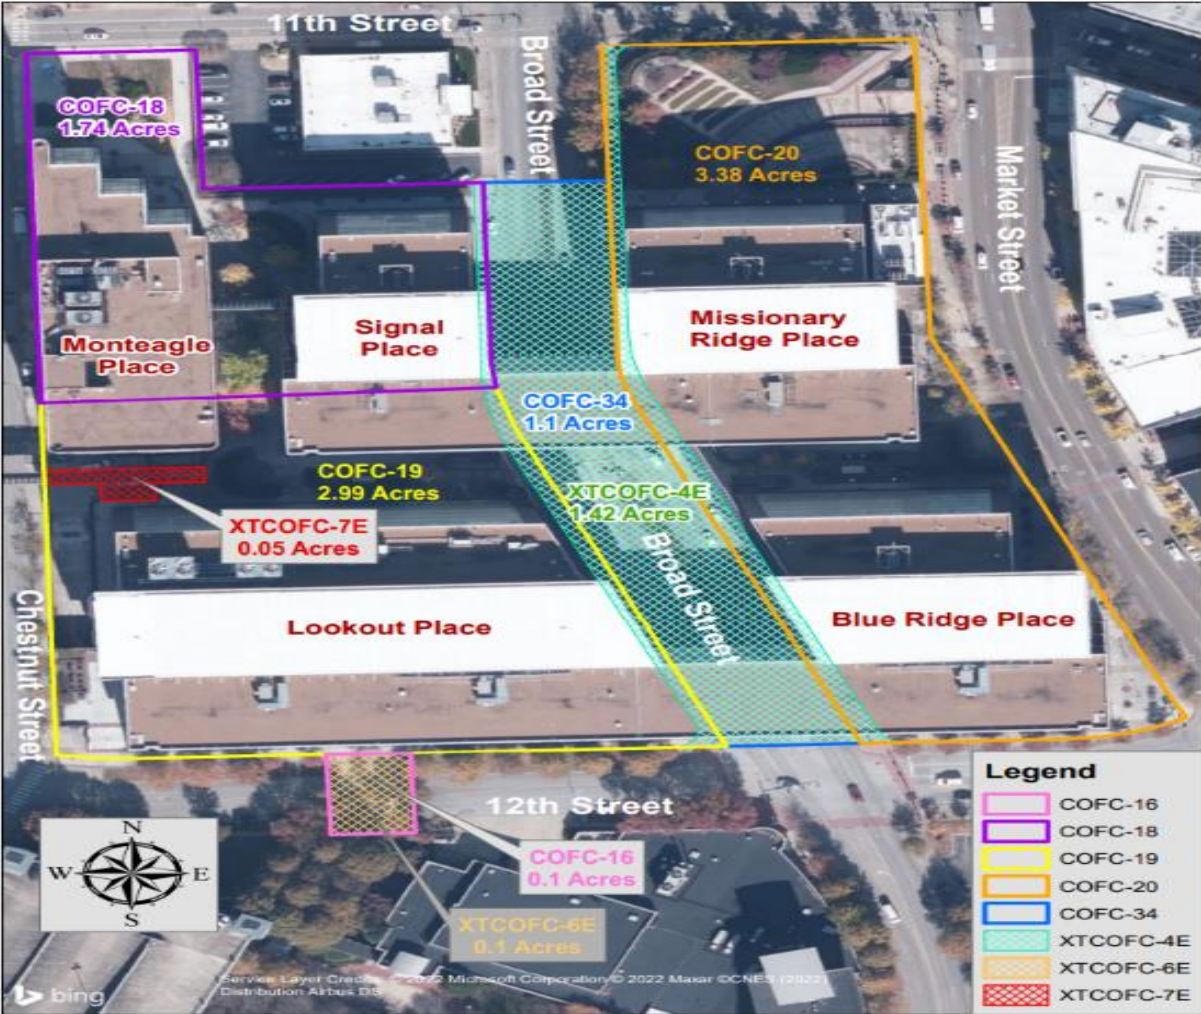 11th Street
Broad Street
COFC-18
1.74 Acres
COFC-20
3.38 Acres
Market Street
Monteagle
Place
Signal
Place
Missionary
Ridge Place
COFC-34
1.1 Acres
COFC-19
2.99 Acres
XTCOFC-4E
1.42 Acres
XTCOFC-7E
0.05 Acres
Broad Street
Chestnut Street
Lookout Place
Blue Ridge Place
12th Street
COFC-16
0.1 Acres
XTCOFC-6E
0.1 Acres
N
W
E
S
Legend
COFC-16
COFC-18
COFC-19
COFC-20
COFC-34
XTCOFC-4E
XTCOFC-6E
XTCOFC-7E
bing
Service Layer 2022 Microsoft Corporation © 2022 Maxar ©CNES (2022)
Distribution Airbus DS